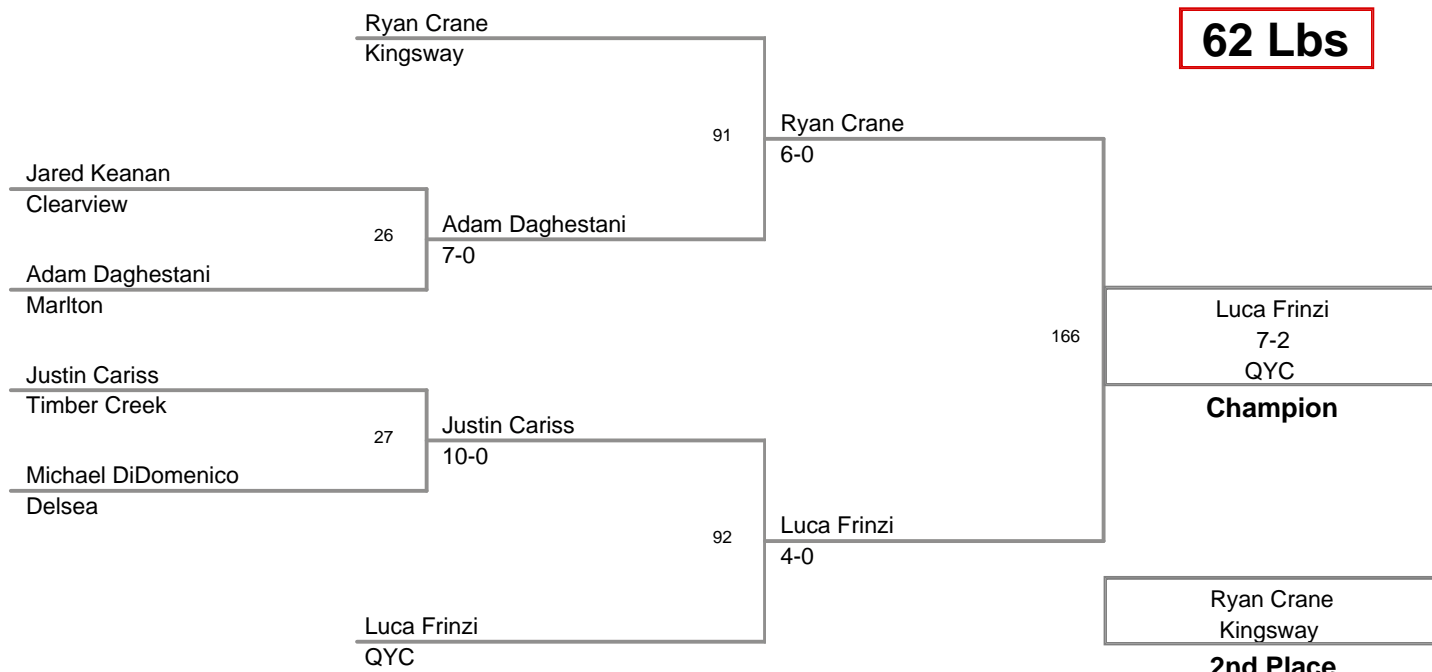 Ryan Crane
Kingsway
62 Lbs
91
Ryan Crane
6-0
Jared Keanan
Clearview
26
Adam Daghestani
7-0
Adam Daghestani
Marlton
Luca Frinzi
7-2
QYC
Champion
166
Justin Cariss
Timber Creek
27
Justin Cariss
10-0
Michael DiDomenico
Delsea
92
Luca Frinzi
4-0
Ryan Crane
Kingsway
2nd Place
Luca Frinzi
QYC